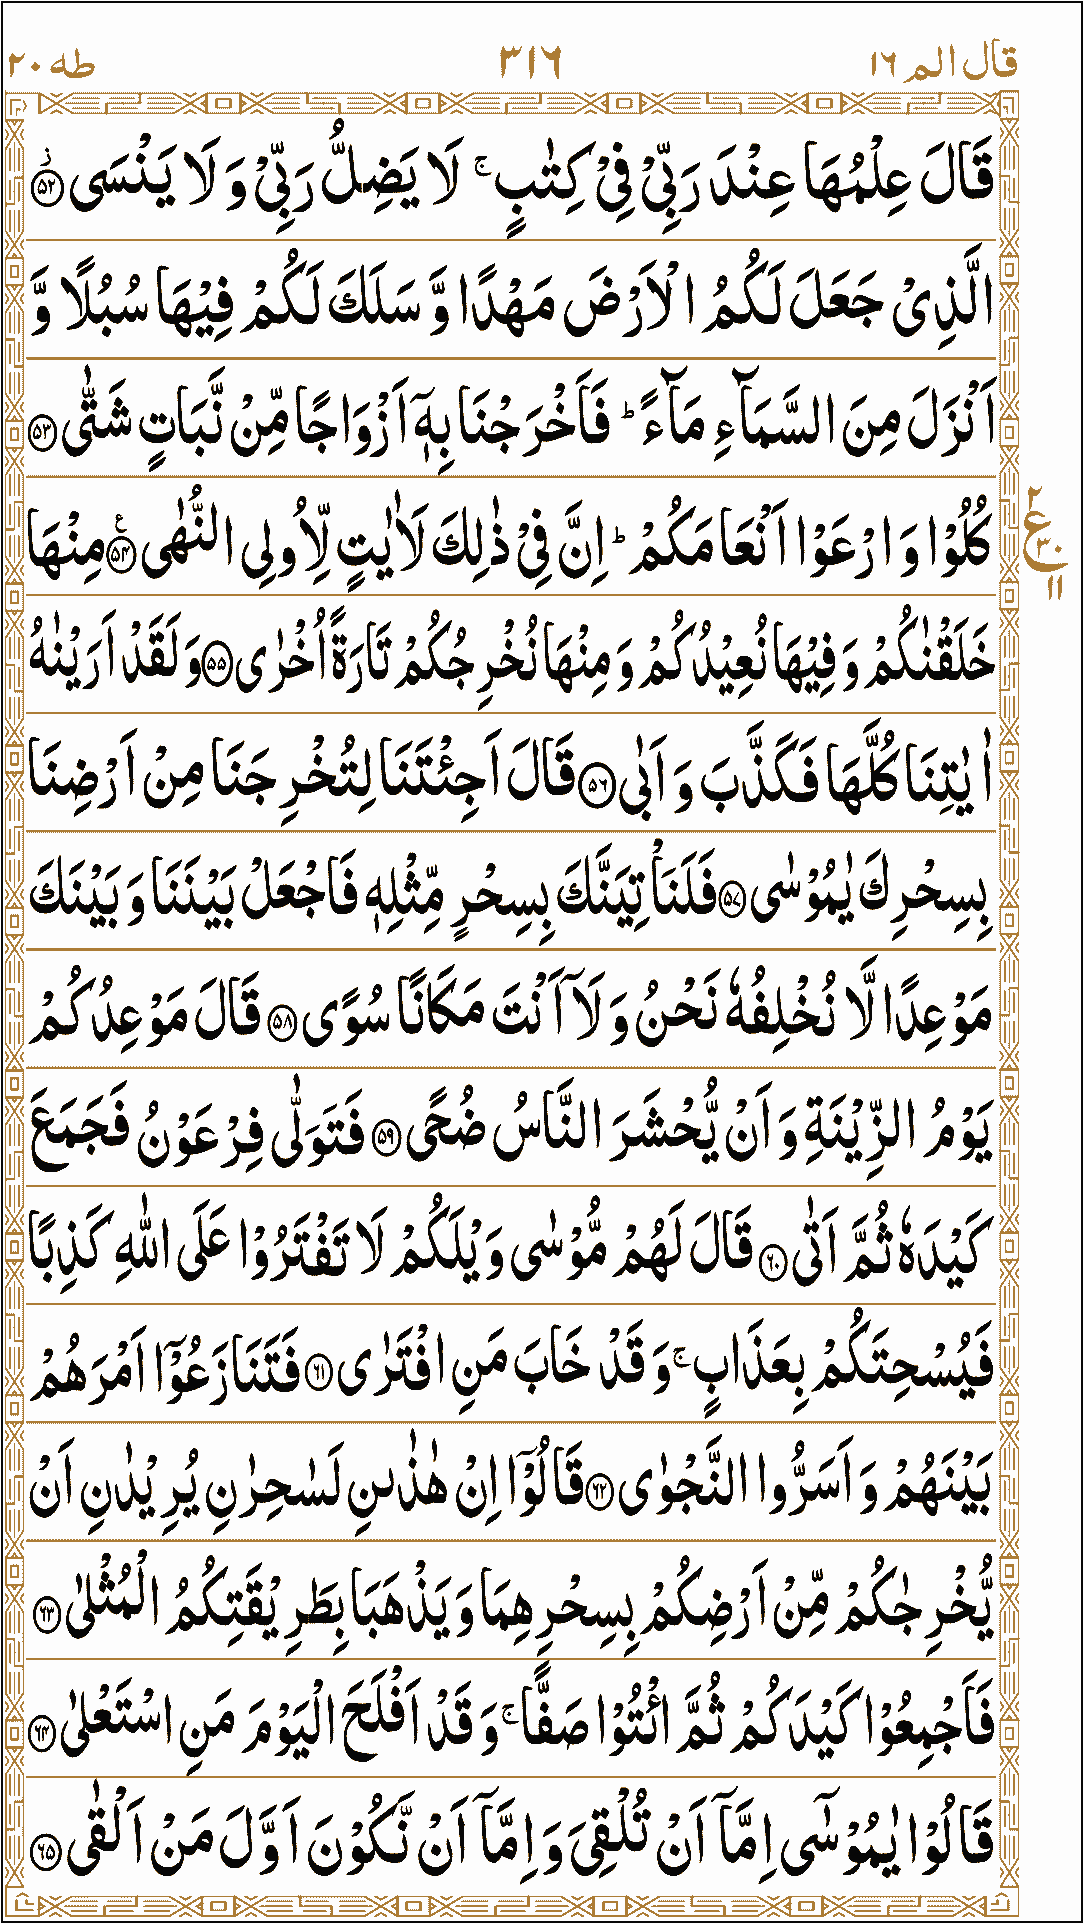 قال الم ١٦ ٣١٦ طه ٢٠
قَالَ عِلْمُهَا عِنْدَ رَبِّیْ فِیْ كِتٰبٍ ۚ لَا یَضِلُّ رَبِّیْ وَ لَا یَنْسَی ؗ ﴿۵۲﴾
الَّذِیْ جَعَلَ لَكُمُ الْاَرْضَ مَهْدًا وَّ سَلَكَ لَكُمْ فِیْهَا سُبُلًا وَّ
اَنْزَلَ مِنَ السَّمَآءِ مَآءً ؕ فَاَخْرَجْنَا بِهٖۤ اَزْوَاجًا مِّنْ نَّبَاتٍ شَتّٰی ﴿۵۳﴾
كُلُوْا وَ ارْعَوْا اَنْعَامَكُمْ ؕ اِنَّ فِیْ ذٰلِكَ لَاٰیٰتٍ لِّاُولِی النُّهٰی ﴿۵۴﴾ ع مِنْهَا
٢ ع ٣٠ ١١
خَلَقْنٰكُمْ وَ فِیْهَا نُعِیْدُكُمْ وَ مِنْهَا نُخْرِجُكُمْ تَارَةً اُخْرٰی ﴿۵۵﴾ وَ لَقَدْ اَرَیْنٰهُ
اٰیٰتِنَا كُلَّهَا فَكَذَّبَ وَ اَبٰی ﴿۵۶﴾ قَالَ اَجِئْتَنَا لِتُخْرِجَنَا مِنْ اَرْضِنَا
بِسِحْرِكَ یٰمُوْسٰی ﴿۵۷﴾ فَلَنَاْتِیَنَّكَ بِسِحْرٍ مِّثْلِهٖ فَاجْعَلْ بَیْنَنَا وَ بَیْنَكَ
مَوْعِدًا لَّا نُخْلِفُهٗ نَحْنُ وَ لَاۤ اَنْتَ مَكَانًا سُوًی ﴿۵۸﴾ قَالَ مَوْعِدُكُمْ
یَوْمُ الزِّیْنَةِ وَ اَنْ یُّحْشَرَ النَّاسُ ضُحًی ﴿۵۹﴾ فَتَوَلّٰی فِرْعَوْنُ فَجَمَعَ
كَیْدَهٗ ثُمَّ اَتٰی ﴿۶۰﴾ قَالَ لَهُمْ مُّوْسٰی وَیْلَكُمْ لَا تَفْتَرُوْا عَلَی اللّٰهِ كَذِبًا
فَیُسْحِتَكُمْ بِعَذَابٍ ۚ وَ قَدْ خَابَ مَنِ افْتَرٰی ﴿۶۱﴾ فَتَنَازَعُوْۤا اَمْرَهُمْ
بَیْنَهُمْ وَ اَسَرُّوا النَّجْوٰی ﴿۶۲﴾ قَالُوْۤا اِنْ هٰذٰىنِ لَسٰحِرٰنِ یُرِیْدٰنِ اَنْ
یُّخْرِجٰكُمْ مِّنْ اَرْضِكُمْ بِسِحْرِهِمَا وَ یَذْهَبَا بِطَرِیْقَتِكُمُ الْمُثْلٰی ﴿۶۳﴾
فَاَجْمِعُوْا كَیْدَكُمْ ثُمَّ ائْتُوْا صَفًّا ۚ وَ قَدْ اَفْلَحَ الْیَوْمَ مَنِ اسْتَعْلٰی ﴿۶۴﴾
قَالُوْا یٰمُوْسٰۤی اِمَّاۤ اَنْ تُلْقِیَ وَ اِمَّاۤ اَنْ نَّكُوْنَ اَوَّلَ مَنْ اَلْقٰی ﴿۶۵﴾